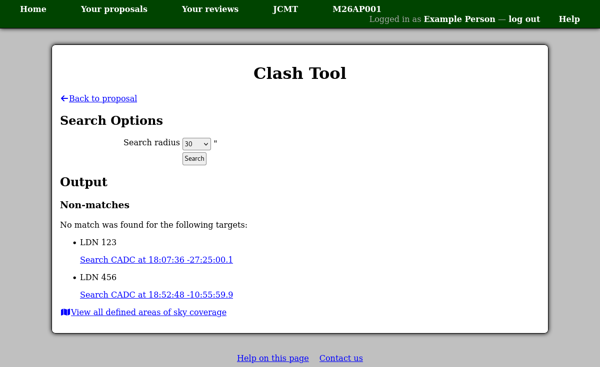 Home Your proposals Your reviews JCMT M26AP001
Logged in as Example Person — log out Help
Clash Tool
Back to proposal
Search Options
Search radius 30 "
Search
Output
Non-matches
No match was found for the following targets:
• LDN 123
Search CADC at 18:07:36 -27:25:00.1
• LDN 456
Search CADC at 18:52:48 -10:55:59.9
View all defined areas of sky coverage
Help on this page Contact us